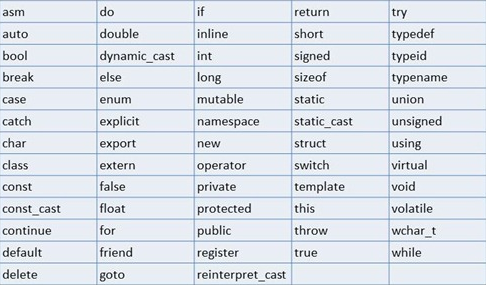 asm do if return try
auto double inline short typedef
bool dynamic_cast int signed typeid
break else long sizeof typename
case enum mutable static union
catch explicit namespace static_cast unsigned
char export new struct using
class extern operator switch virtual
const false private template void
const_cast float protected this volatile
continue for public throw wchar_t
default friend register true while
delete goto reinterpret_cast